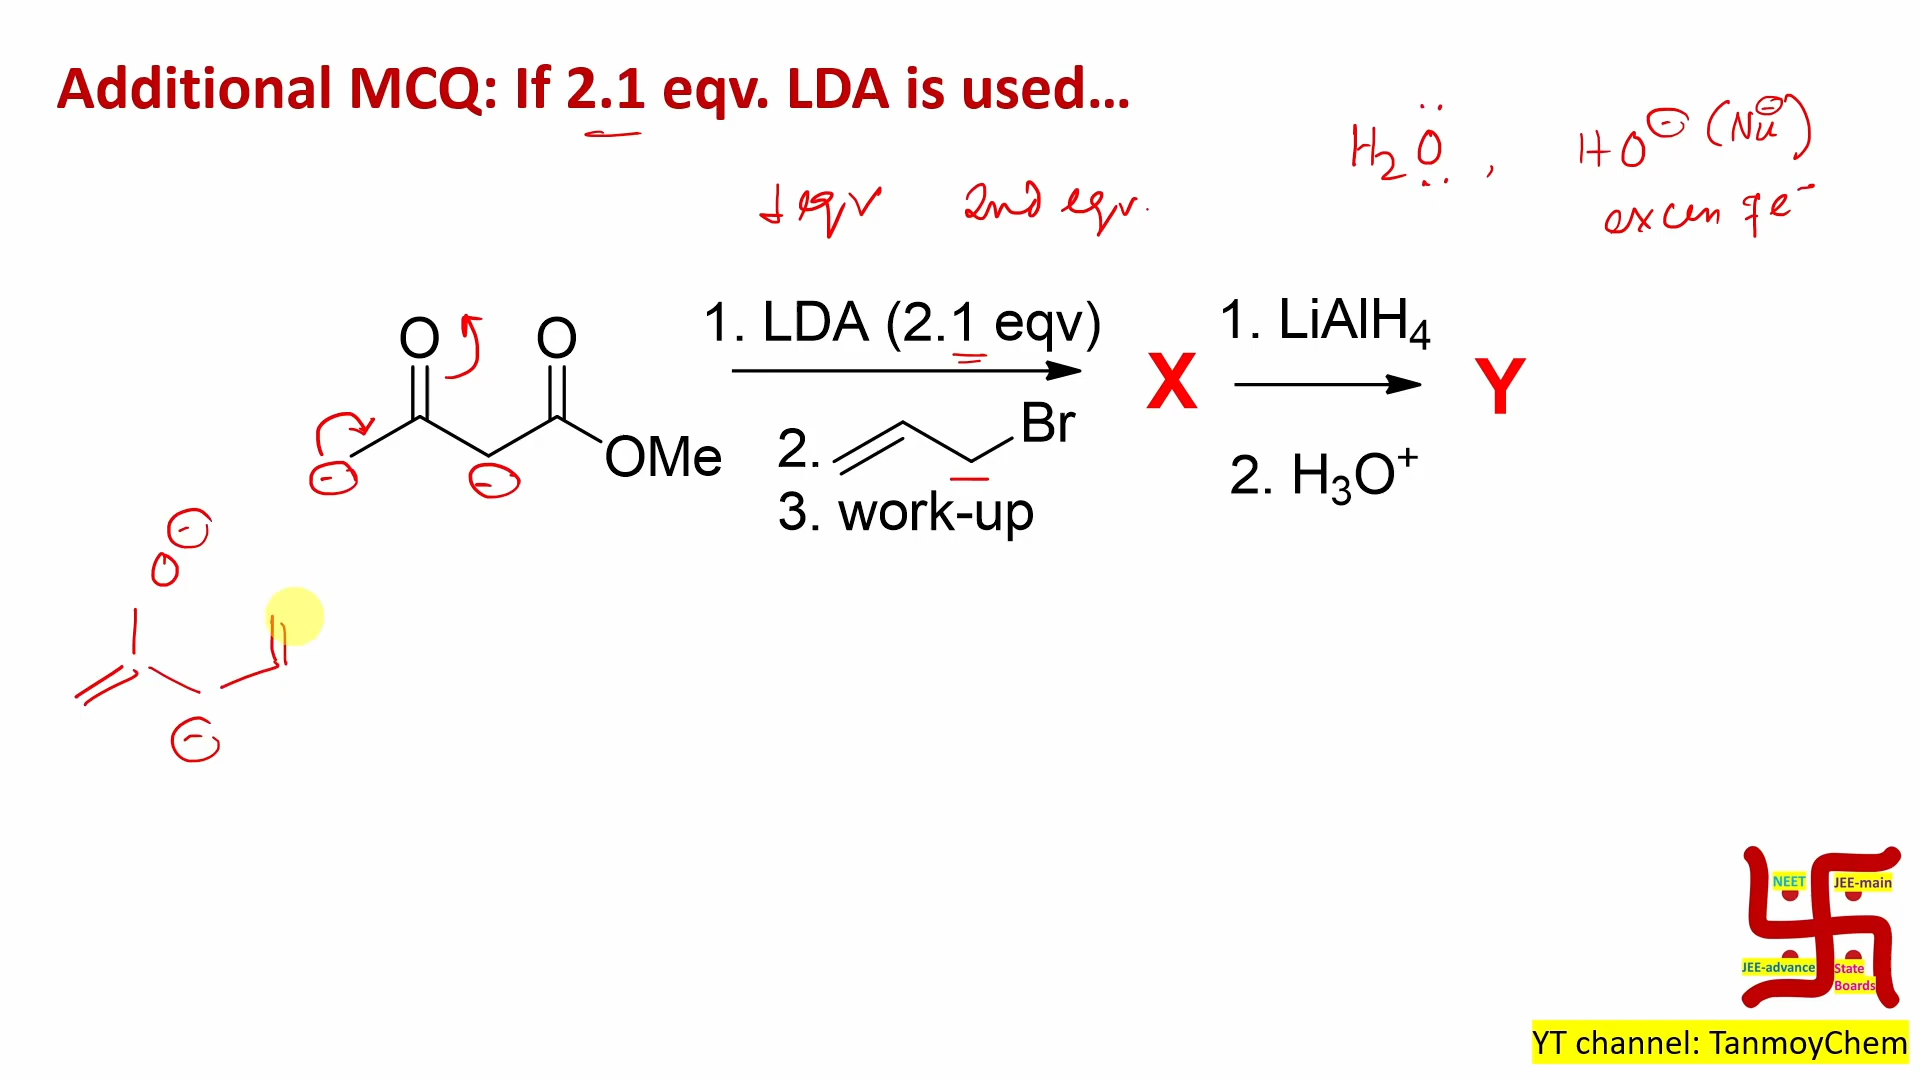 Additional MCQ: If 2.1 eqv. LDA is used...
H2O , HO⊖ (Nu⊖)
1 eqv 2nd eqv.
excess of e−
O O
OMe
1. LDA (2.1 eqv)
2. Br
3. work-up
X
1. LiAlH4
2. H3O+
Y
O⊖
NEET JEE-main
JEE-advance State
Boards
YT channel: TanmoyChem